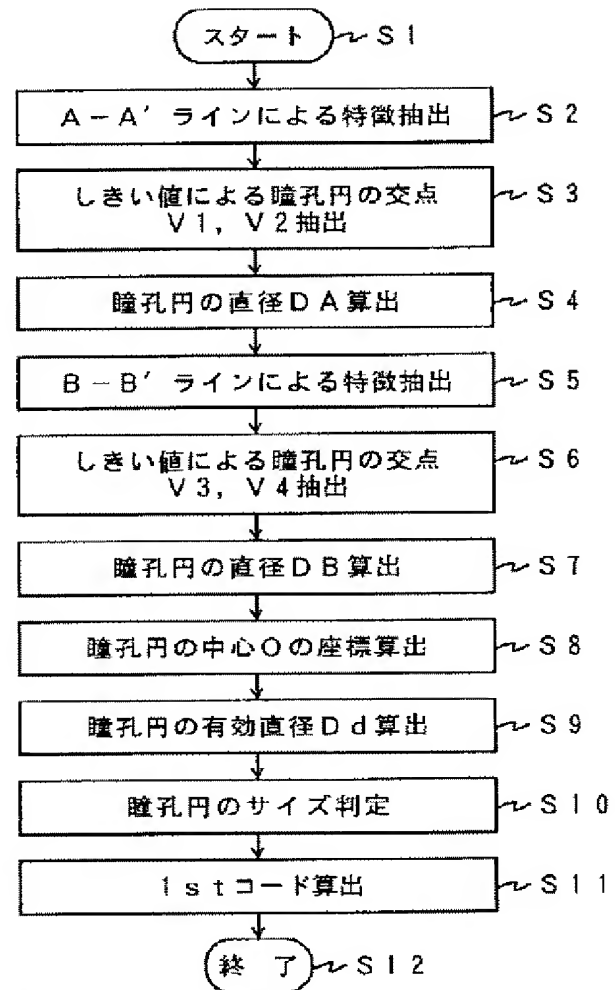 スタート S1
A-A′ラインによる特徴抽出 S2
しきい値による瞳孔円の交点 S3
V1,V2抽出
瞳孔円の直径DA算出 S4
B-B′ラインによる特徴抽出 S5
しきい値による瞳孔円の交点 S6
V3,V4抽出
瞳孔円の直径DB算出 S7
瞳孔円の中心Oの座標算出 S8
瞳孔円の有効直径Dd算出 S9
瞳孔円のサイズ判定 S10
1stコード算出 S11
終 了 S12